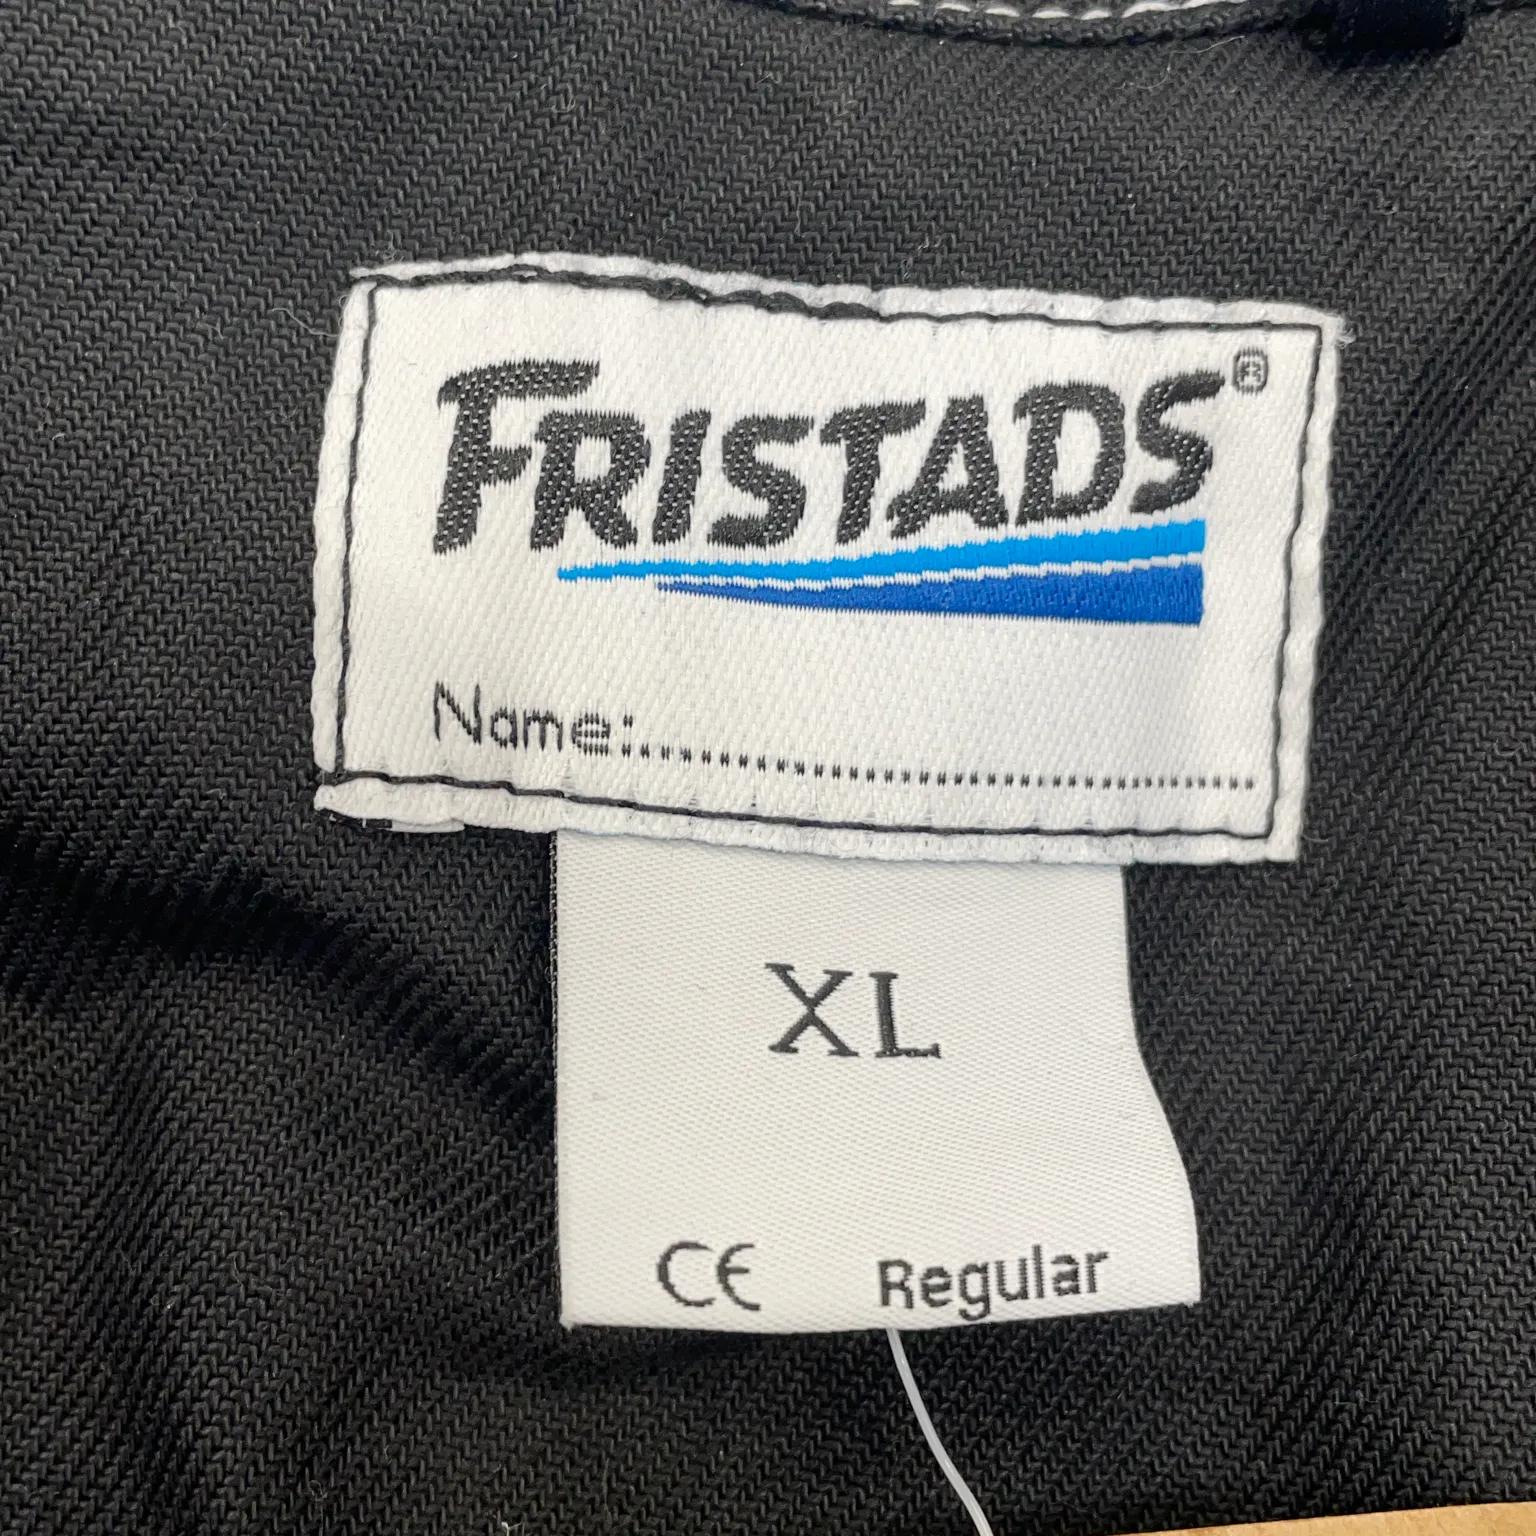 FRISTADS®
Name:........................................
XL
CE Regular